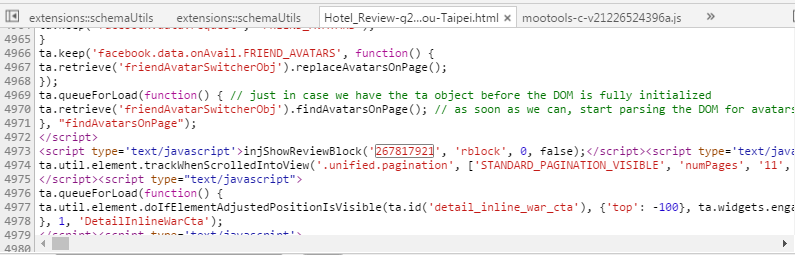 extensions::schemaUtils extensions::schemaUtils Hotel_Review-g2...ou-Taipei.html × mootools-c-v21226524396a.js »
4965 }
4966 ta.keep('facebook.data.onAvail.FRIEND_AVATARS', function() {
4967 ta.retrieve('friendAvatarSwitcherObj').replaceAvatarsOnPage();
4968 });
4969 ta.queueForLoad(function() { // just in case we have the ta object before the DOM is fully initialized
4970 ta.retrieve('friendAvatarSwitcherObj').findAvatarsOnPage(); // as soon as we can, start parsing the DOM for avatars
4971 }, "findAvatarsOnPage");
4972 </script>
4973 <script type='text/javascript'>injShowReviewBlock('267817921', 'rblock', 0, false);</script><script type='text/jav
4974 ta.util.element.trackWhenScrolledIntoView('.unified.pagination', ['STANDARD_PAGINATION_VISIBLE', 'numPages', '11',
4975 </script><script type="text/javascript">
4976 ta.queueForLoad(function() {
4977 ta.util.element.doIfElementAdjustedPositionIsVisible(ta.id('detail_inline_war_cta'), {'top': -100}, ta.widgets.enga
4978 }, 1, 'DetailInlineWarCta');
4979 </script><script type='text/javascript'>
4980